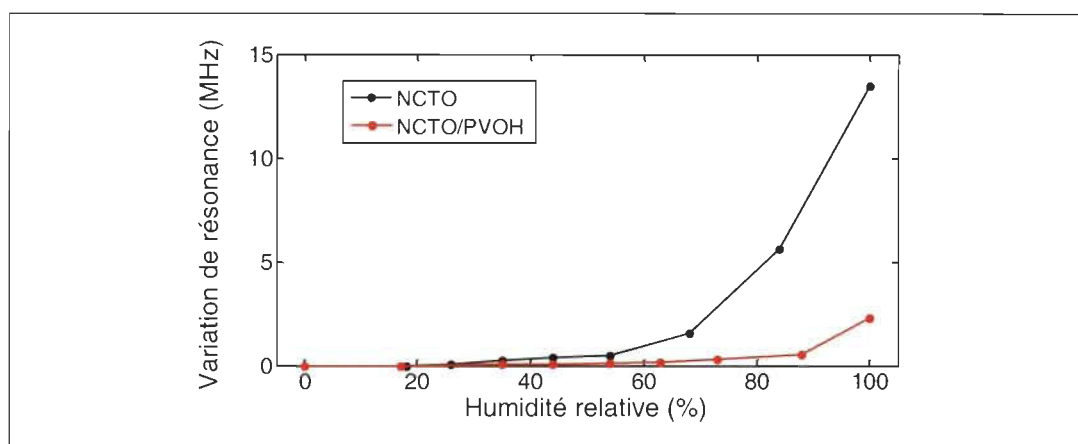 Variation de résonance (MHz)
15
10
5
0
NCTO
NCTO/PVOH
0
20
40
60
80
100
Humidité relative (%)